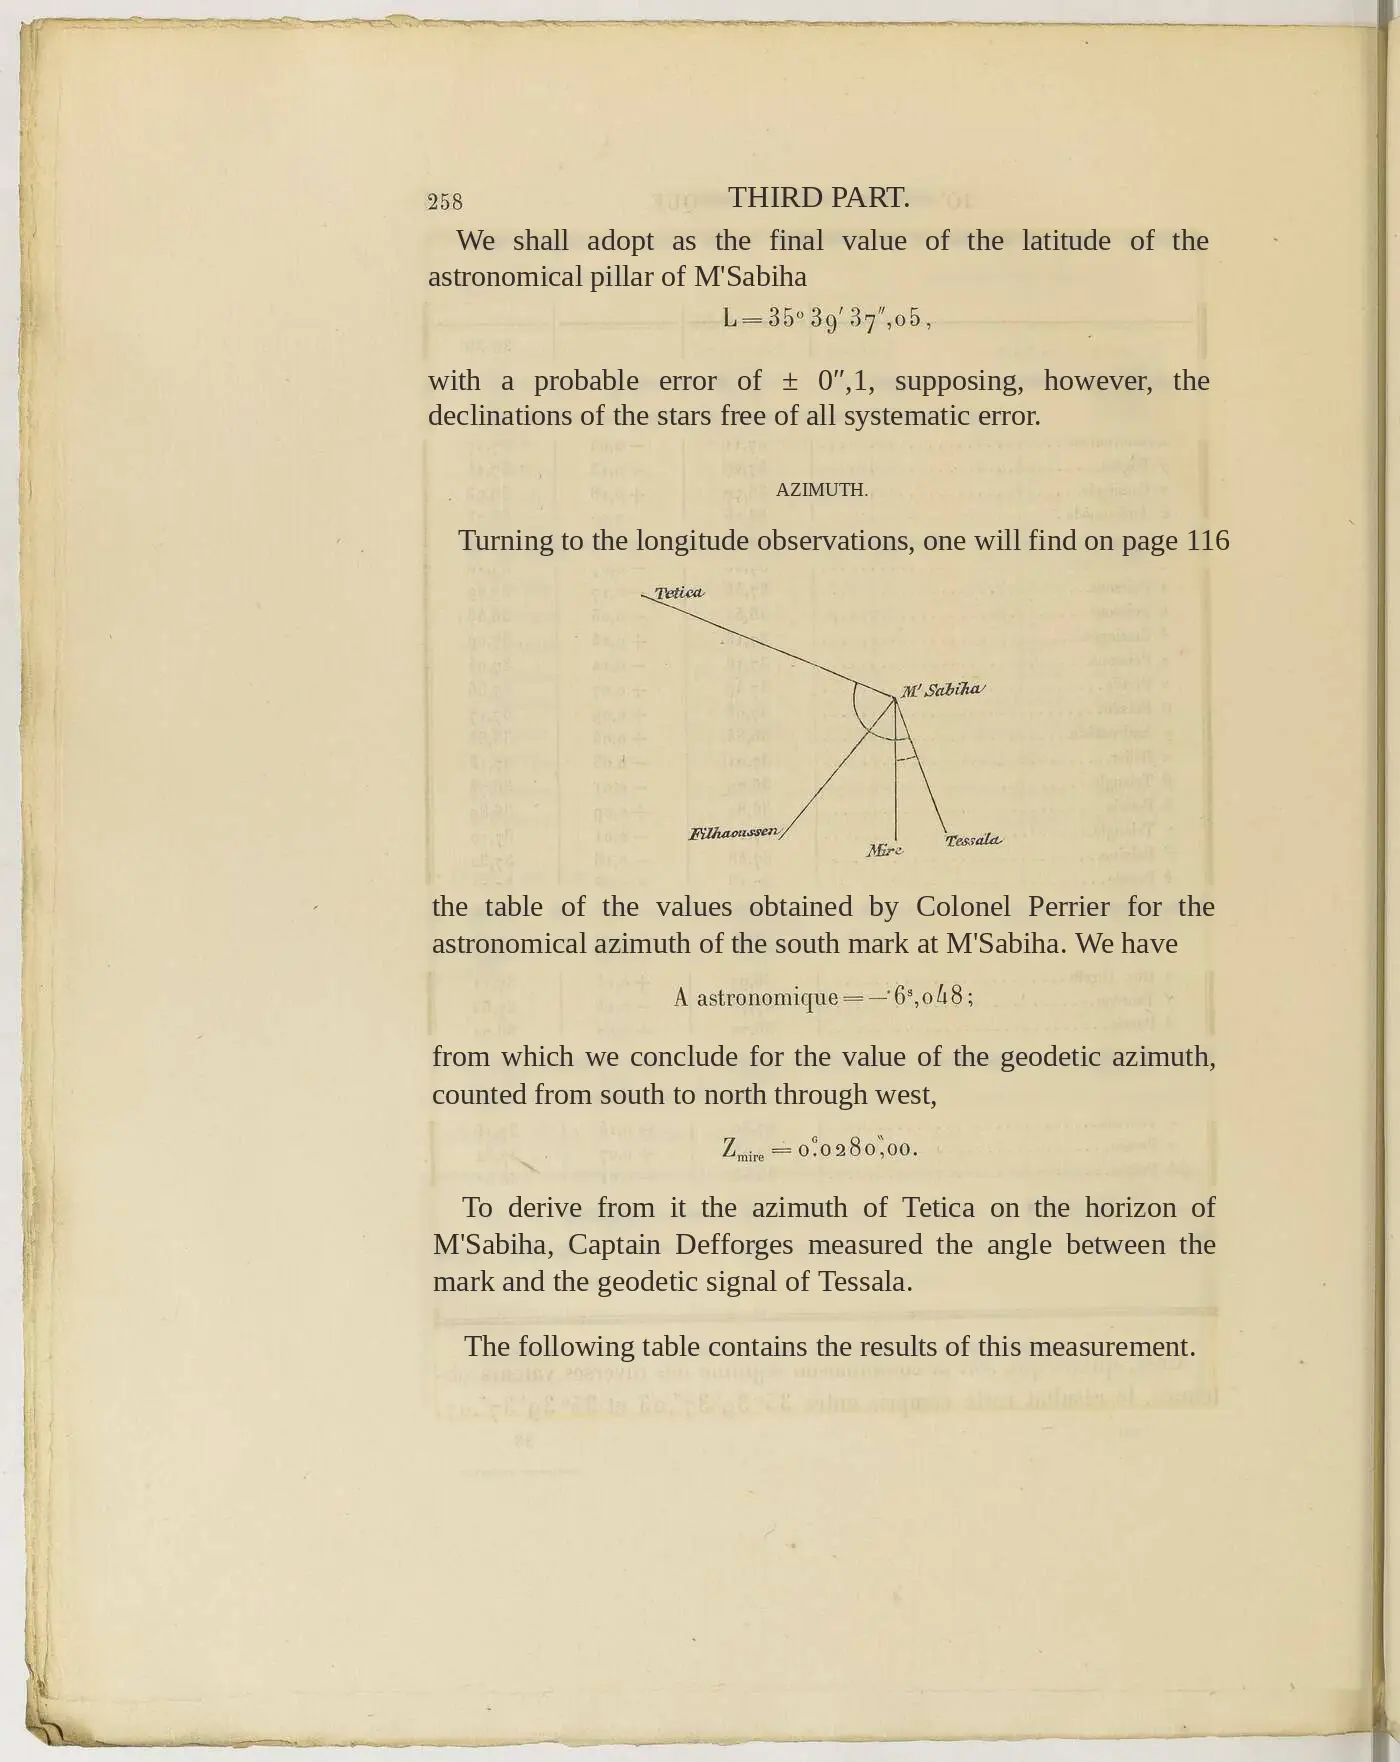 258
THIRD PART.
We shall adopt as the final value of the latitude of the
astronomical pillar of M'Sabiha
L = 35° 39′ 37″,05,
with a probable error of ± 0″,1, supposing, however, the
declinations of the stars free of all systematic error.
AZIMUTH.
Turning to the longitude observations, one will find on page 116
Tetica
M' Sabiha
Filhaoussen
Mire
Tessala
the table of the values obtained by Colonel Perrier for the
astronomical azimuth of the south mark at M'Sabiha. We have
A astronomique = — 6ˢ,048;
from which we conclude for the value of the geodetic azimuth,
counted from south to north through west,
Zmire = 0ᴳ,0280‶,00.
To derive from it the azimuth of Tetica on the horizon of
M'Sabiha, Captain Defforges measured the angle between the
mark and the geodetic signal of Tessala.
The following table contains the results of this measurement.